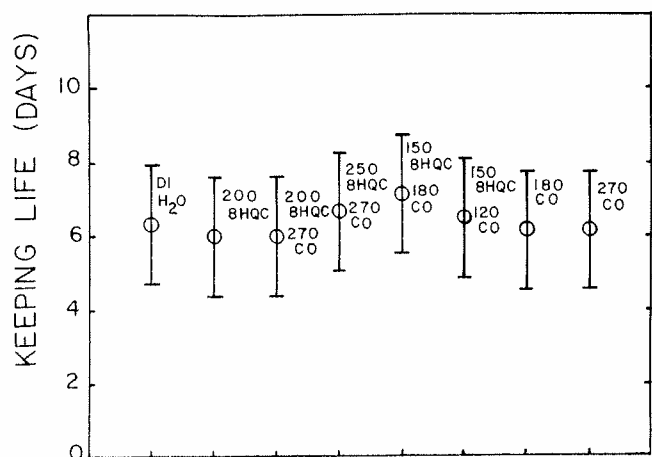 KEEPING LIFE (DAYS)
10
8
6
4
2
0
DI
H₂O
200
8HQC
200
8HQC
270
CO
250
8HQC
270
CO
150
8HQC
180
CO
150
8HQC
120
CO
180
CO
270
CO